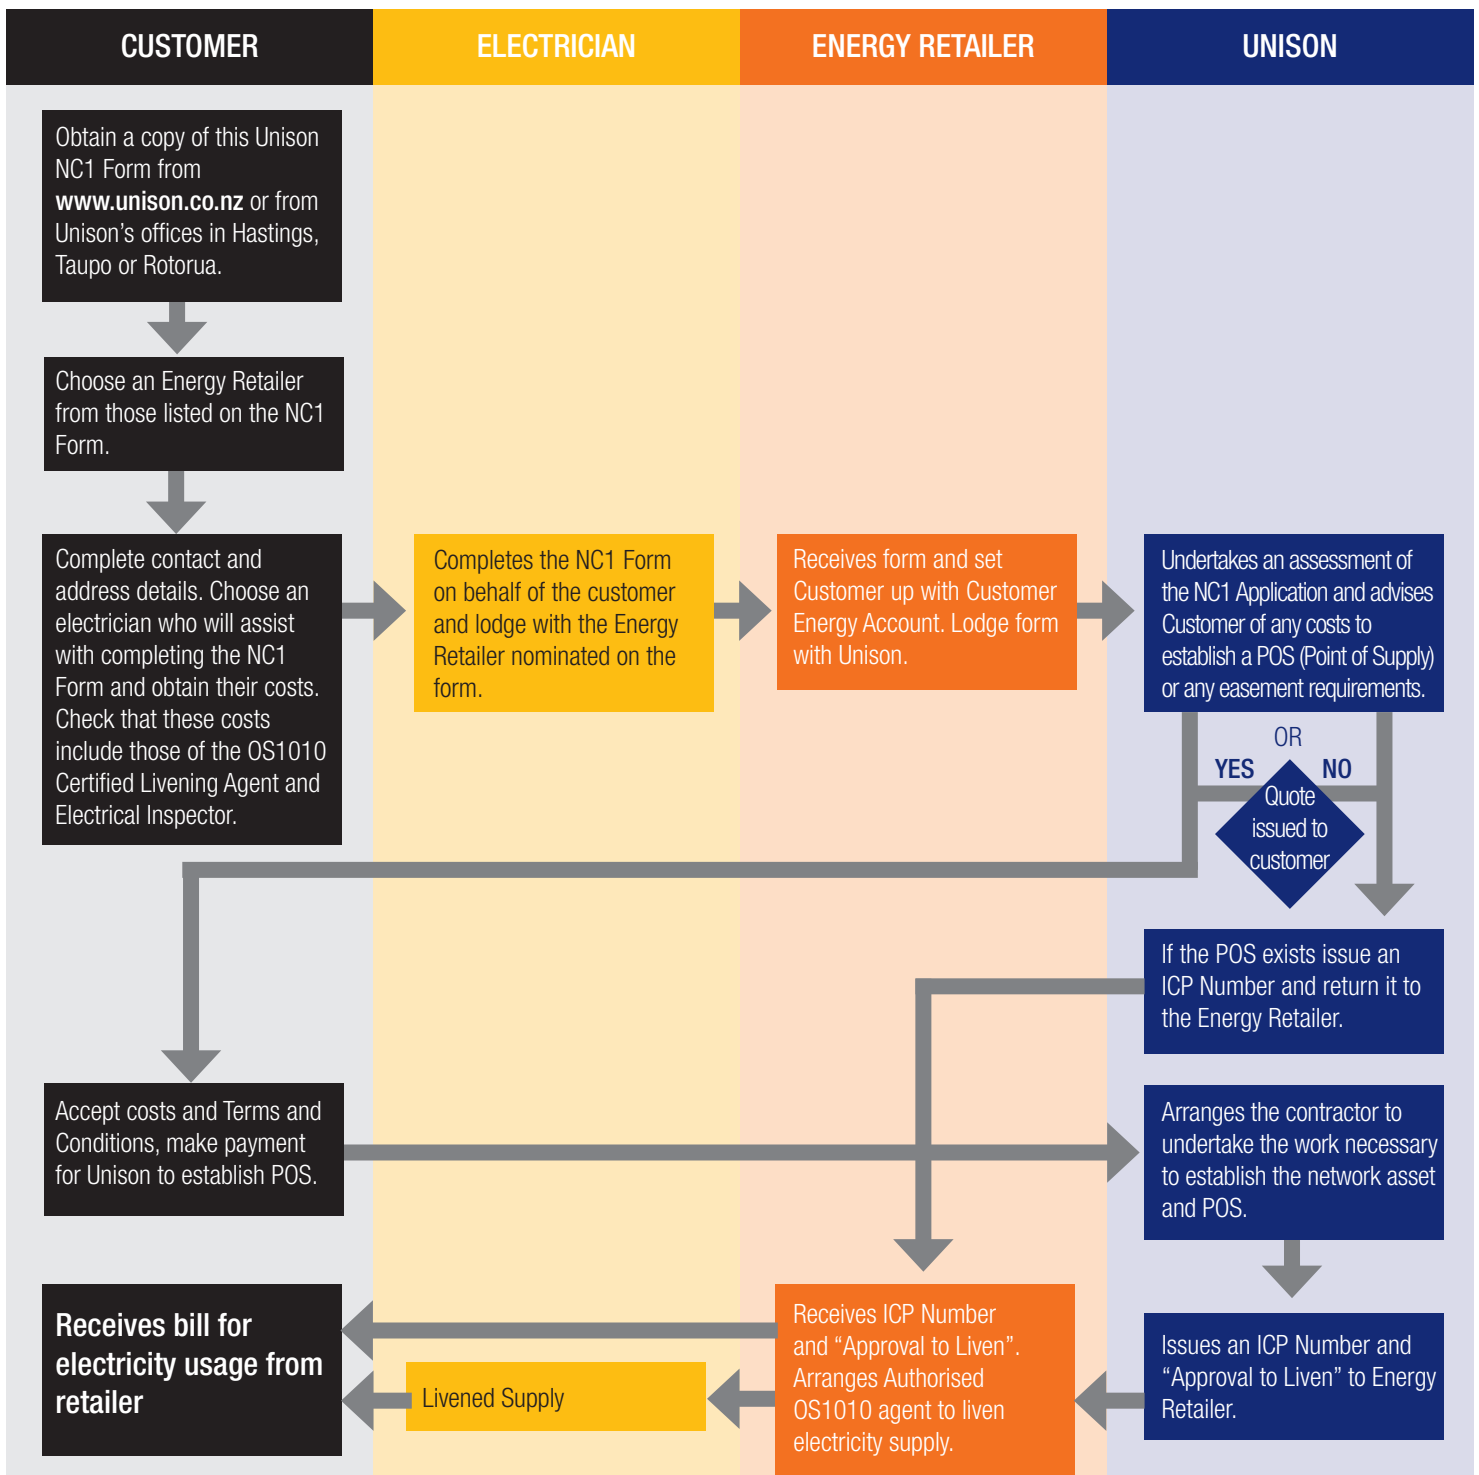 CUSTOMER
ELECTRICIAN
ENERGY RETAILER
UNISON
Obtain a copy of this Unison
NC1 Form from
www.unison.co.nz or from
Unison's offices in Hastings,
Taupo or Rotorua.
Choose an Energy Retailer
from those listed on the NC1
Form.
Complete contact and
address details. Choose an
electrician who will assist
with completing the NC1
Form and obtain their costs.
Check that these costs
include those of the OS1010
Certified Livening Agent and
Electrical Inspector.
Completes the NC1 Form
on behalf of the customer
and lodge with the Energy
Retailer nominated on the
form.
Receives form and set
Customer up with Customer
Energy Account. Lodge form
with Unison.
Undertakes an assessment of
the NC1 Application and advises
Customer of any costs to
establish a POS (Point of Supply)
or any easement requirements.
OR
YES
NO
Quote
issued to
customer
If the POS exists issue an
ICP Number and return it to
the Energy Retailer.
Accept costs and Terms and
Conditions, make payment
for Unison to establish POS.
Arranges the contractor to
undertake the work necessary
to establish the network asset
and POS.
Receives bill for
electricity usage from
retailer
Livened Supply
Receives ICP Number
and “Approval to Liven”.
Arranges Authorised
OS1010 agent to liven
electricity supply.
Issues an ICP Number and
“Approval to Liven” to Energy
Retailer.